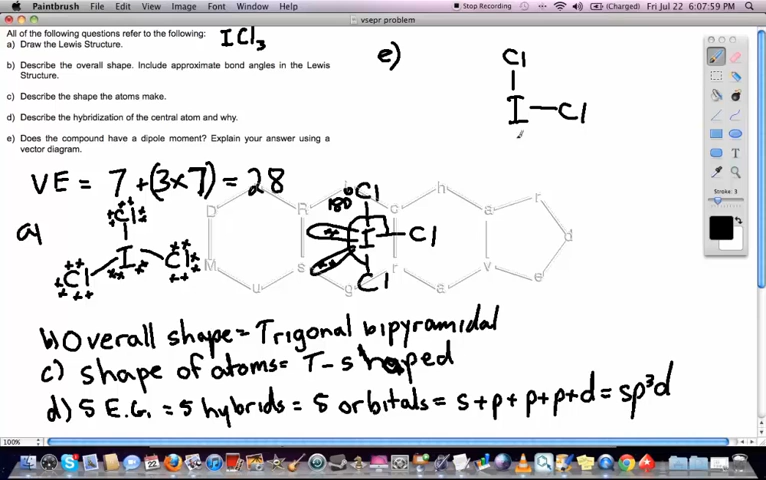 Paintbrush File Edit View Image Font Tools Window Help Stop Recording (Charged) Fri Jul 22 6:07:59 PM
vsepr problem
All of the following questions refer to the following: ICl3
a) Draw the Lewis Structure.
b) Describe the overall shape. Include approximate bond angles in the Lewis
Structure.
c) Describe the shape the atoms make.
d) Describe the hybridization of the central atom and why.
e) Does the compound have a dipole moment? Explain your answer using a
vector diagram.
e)
Cl
I Cl
VE = 7 + (3x7) = 28
a)
Cl
I Cl
Cl
180°
Cl
I Cl
Cl
D R c h a r d
M u s g r a v e
b) Overall shape = Trigonal bipyramidal
c) shape of atoms = T-shaped
d) 5 E.G. = 5 hybrids = 5 orbitals = s+p+p+p+d = sp3d
Stroke: 3
T
100%
22